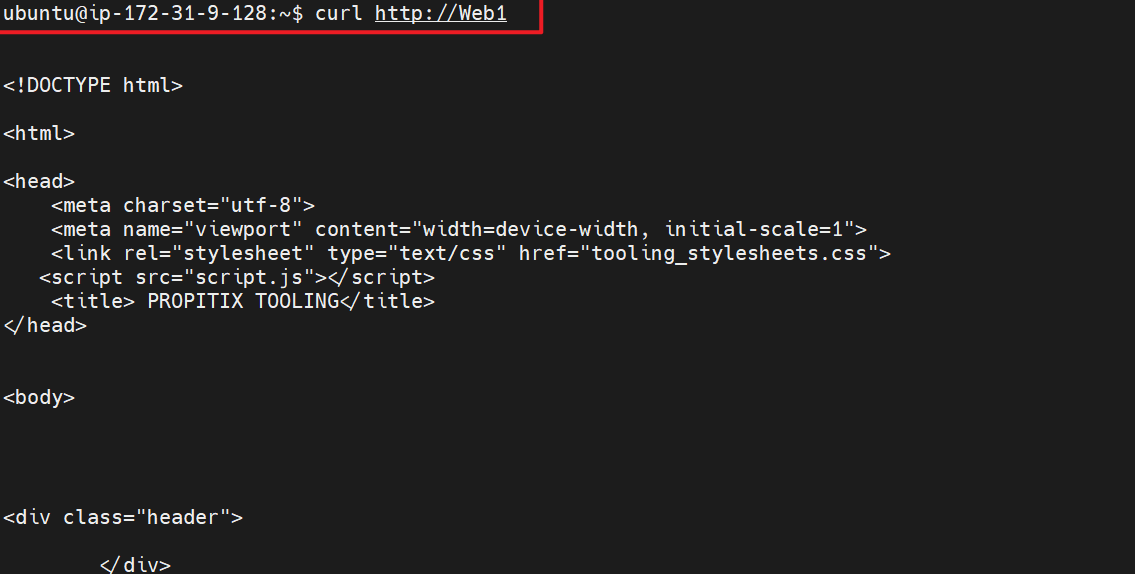 ubuntu@ip-172-31-9-128:~$ curl http://Web1
<!DOCTYPE html>
<html>
<head>
<meta charset="utf-8">
<meta name="viewport" content="width=device-width, initial-scale=1">
<link rel="stylesheet" type="text/css" href="tooling_stylesheets.css">
<script src="script.js"></script>
<title> PROPITIX TOOLING</title>
</head>
<body>
<div class="header">
</div>